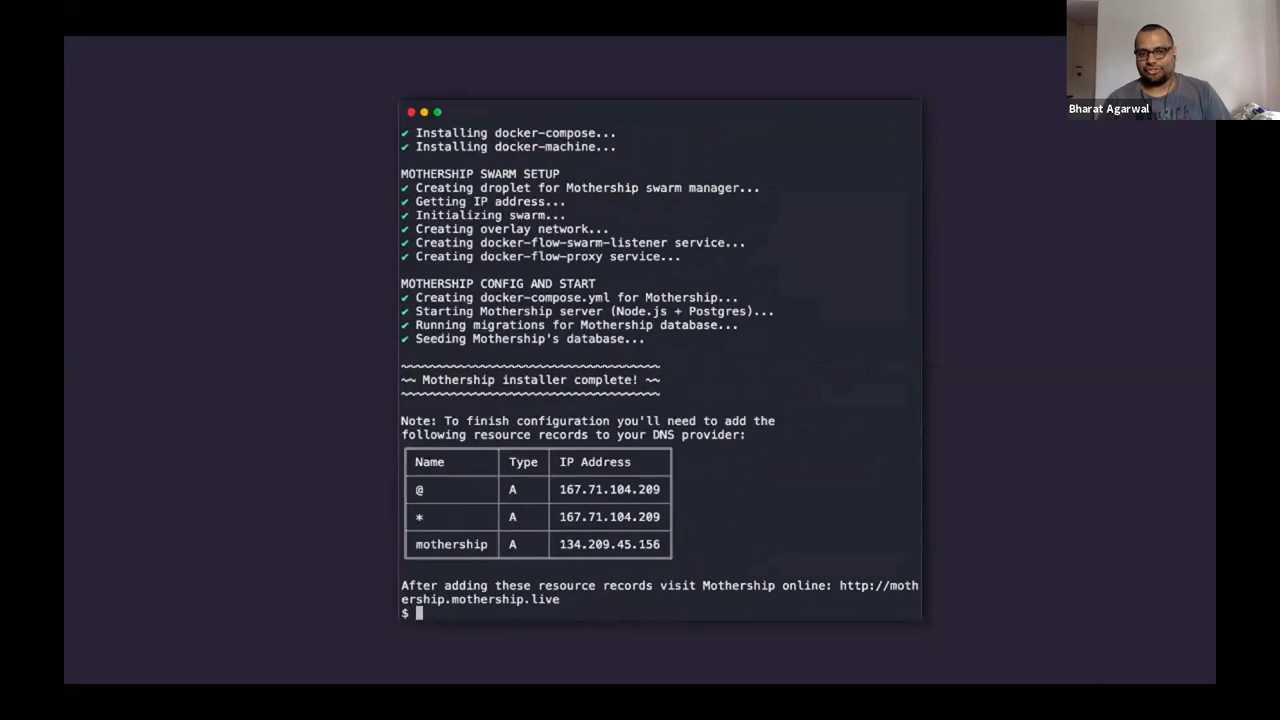 ✔ Installing docker-compose...
✔ Installing docker-machine...
MOTHERSHIP SWARM SETUP
✔ Creating droplet for Mothership swarm manager...
✔ Getting IP address...
✔ Initializing swarm...
✔ Creating overlay network...
✔ Creating docker-flow-swarm-listener service...
✔ Creating docker-flow-proxy service...
MOTHERSHIP CONFIG AND START
✔ Creating docker-compose.yml for Mothership...
✔ Starting Mothership server (Node.js + Postgres)...
✔ Running migrations for Mothership database...
✔ Seeding Mothership's database...
~~~~~~~~~~~~~~~~~~~~~~~~~~~~~~~~~~~~
~~ Mothership installer complete! ~~
~~~~~~~~~~~~~~~~~~~~~~~~~~~~~~~~~~~~
Note: To finish configuration you'll need to add the
following resource records to your DNS provider:
Name Type IP Address
@ A 167.71.104.209
* A 167.71.104.209
mothership A 134.209.45.156
After adding these resource records visit Mothership online: http://moth
ership.mothership.live
$
Bharat Agarwal